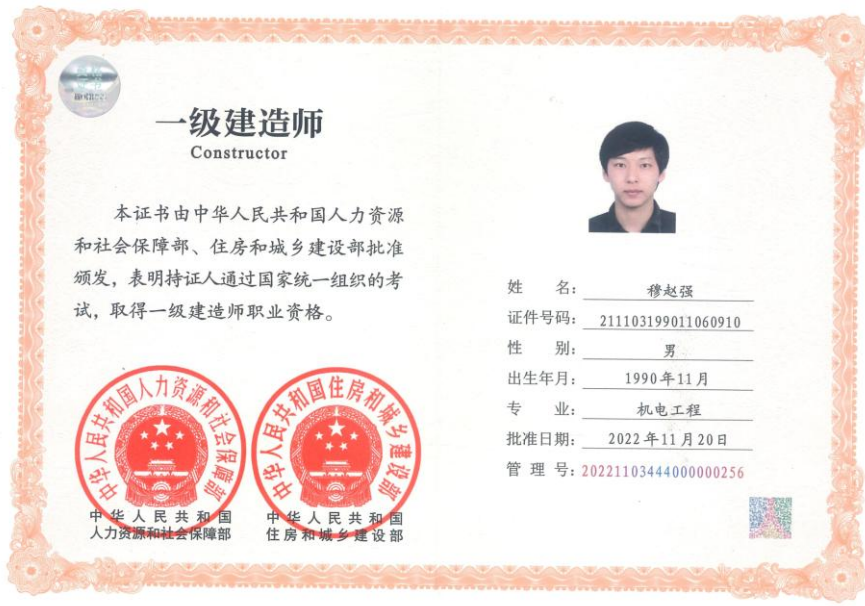 一级建造师
Constructor
本证书由中华人民共和国人力资源
和社会保障部、住房和城乡建设部批准
颁发，表明持证人通过国家统一组织的考
试，取得一级建造师职业资格。
中华人民共和国人力资源和社会保障部
中华人民共和国
人力资源和社会保障部
中华人民共和国住房和城乡建设部
中华人民共和国
住房和城乡建设部
姓 名： 穆赵强
证件号码： 211103199011060910
性 别： 男
出生年月： 1990年11月
专 业： 机电工程
批准日期： 2022年11月20日
管 理 号： 20221103444000000256